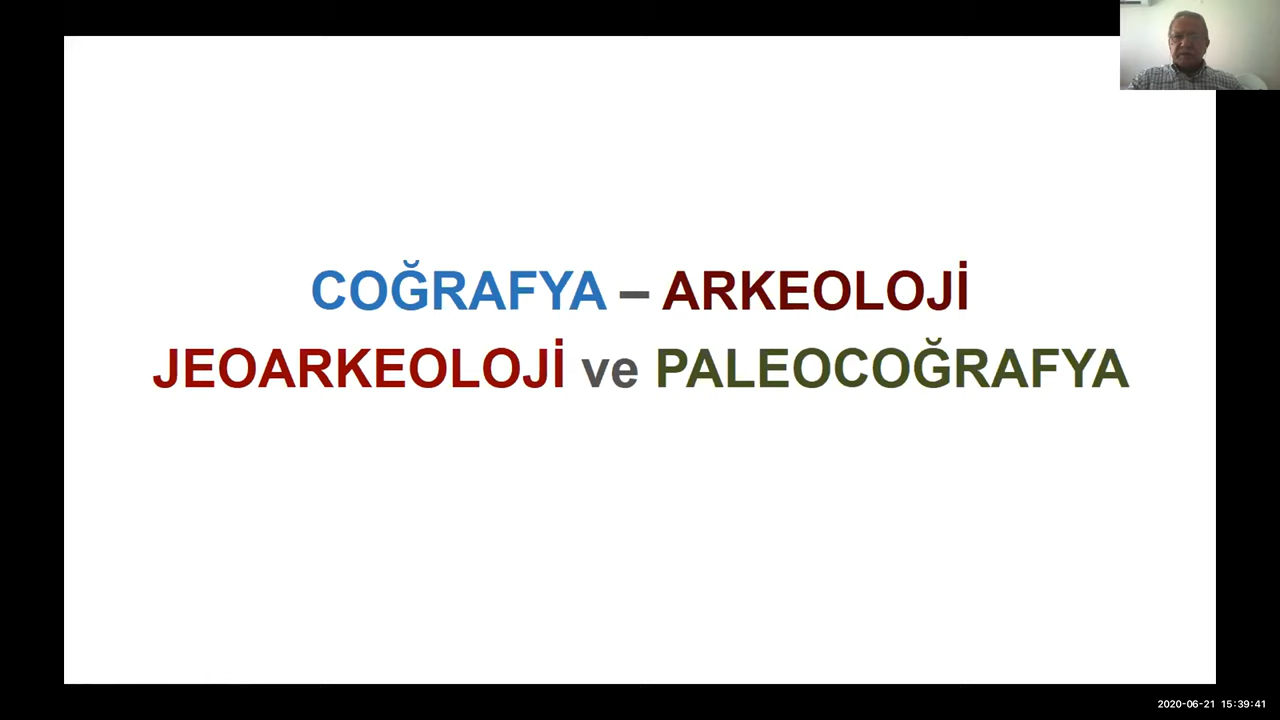 COĞRAFYA – ARKEOLOJİ
JEOARKEOLOJİ ve PALEOCOĞRAFYA
2020-06-21 15:39:41